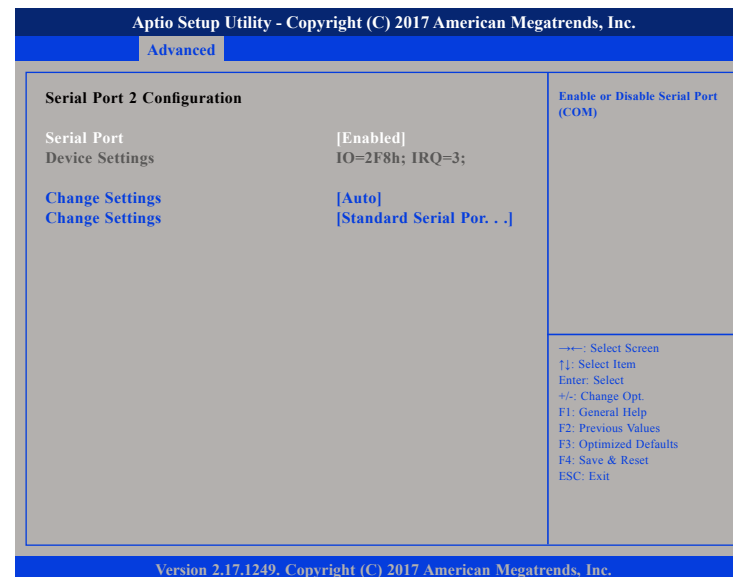 Aptio Setup Utility - Copyright (C) 2017 American Megatrends, Inc.
Advanced
Serial Port 2 Configuration
Serial Port [Enabled]
Device Settings IO=2F8h; IRQ=3;
Change Settings [Auto]
Change Settings [Standard Serial Por. . .]
Enable or Disable Serial Port
(COM)
→←: Select Screen
↑↓: Select Item
Enter: Select
+/-: Change Opt.
F1: General Help
F2: Previous Values
F3: Optimized Defaults
F4: Save & Reset
ESC: Exit
Version 2.17.1249. Copyright (C) 2017 American Megatrends, Inc.